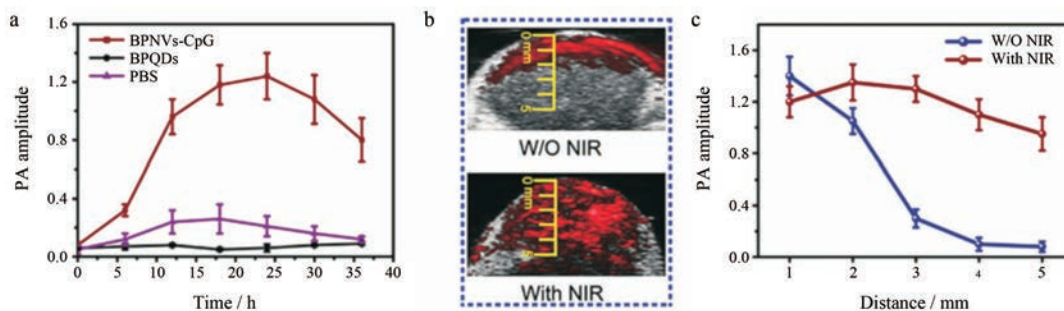 a
BPNVs-CpG
BPQDs
PBS
PA amplitude
1.6
1.2
0.8
0.4
0.0
0 5 10 15 20 25 30 35 40
Time / h
b
0 mm
5
W/O NIR
0 mm
5
With NIR
c
W/O NIR
With NIR
PA amplitude
1.6
1.2
0.8
0.4
0.0
1 2 3 4 5
Distance / mm